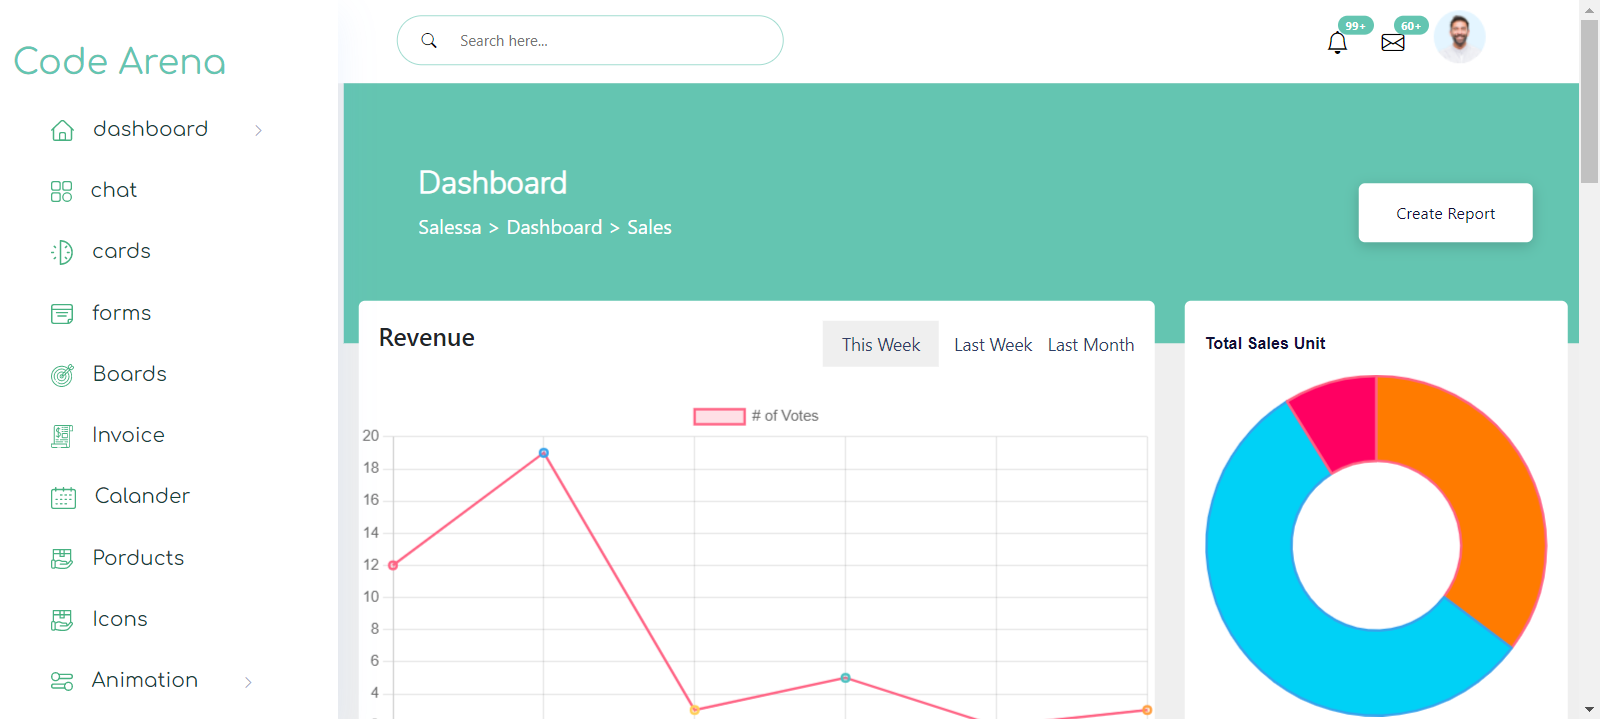 Code Arena
dashboard
chat
cards
forms
Boards
Invoice
Calander
Porducts
Icons
Animation
Search here...
99+
60+
Dashboard
Salessa > Dashboard > Sales
Create Report
Revenue
This Week
Last Week
Last Month
# of Votes
20
18
16
14
12
10
8
6
4
Total Sales Unit